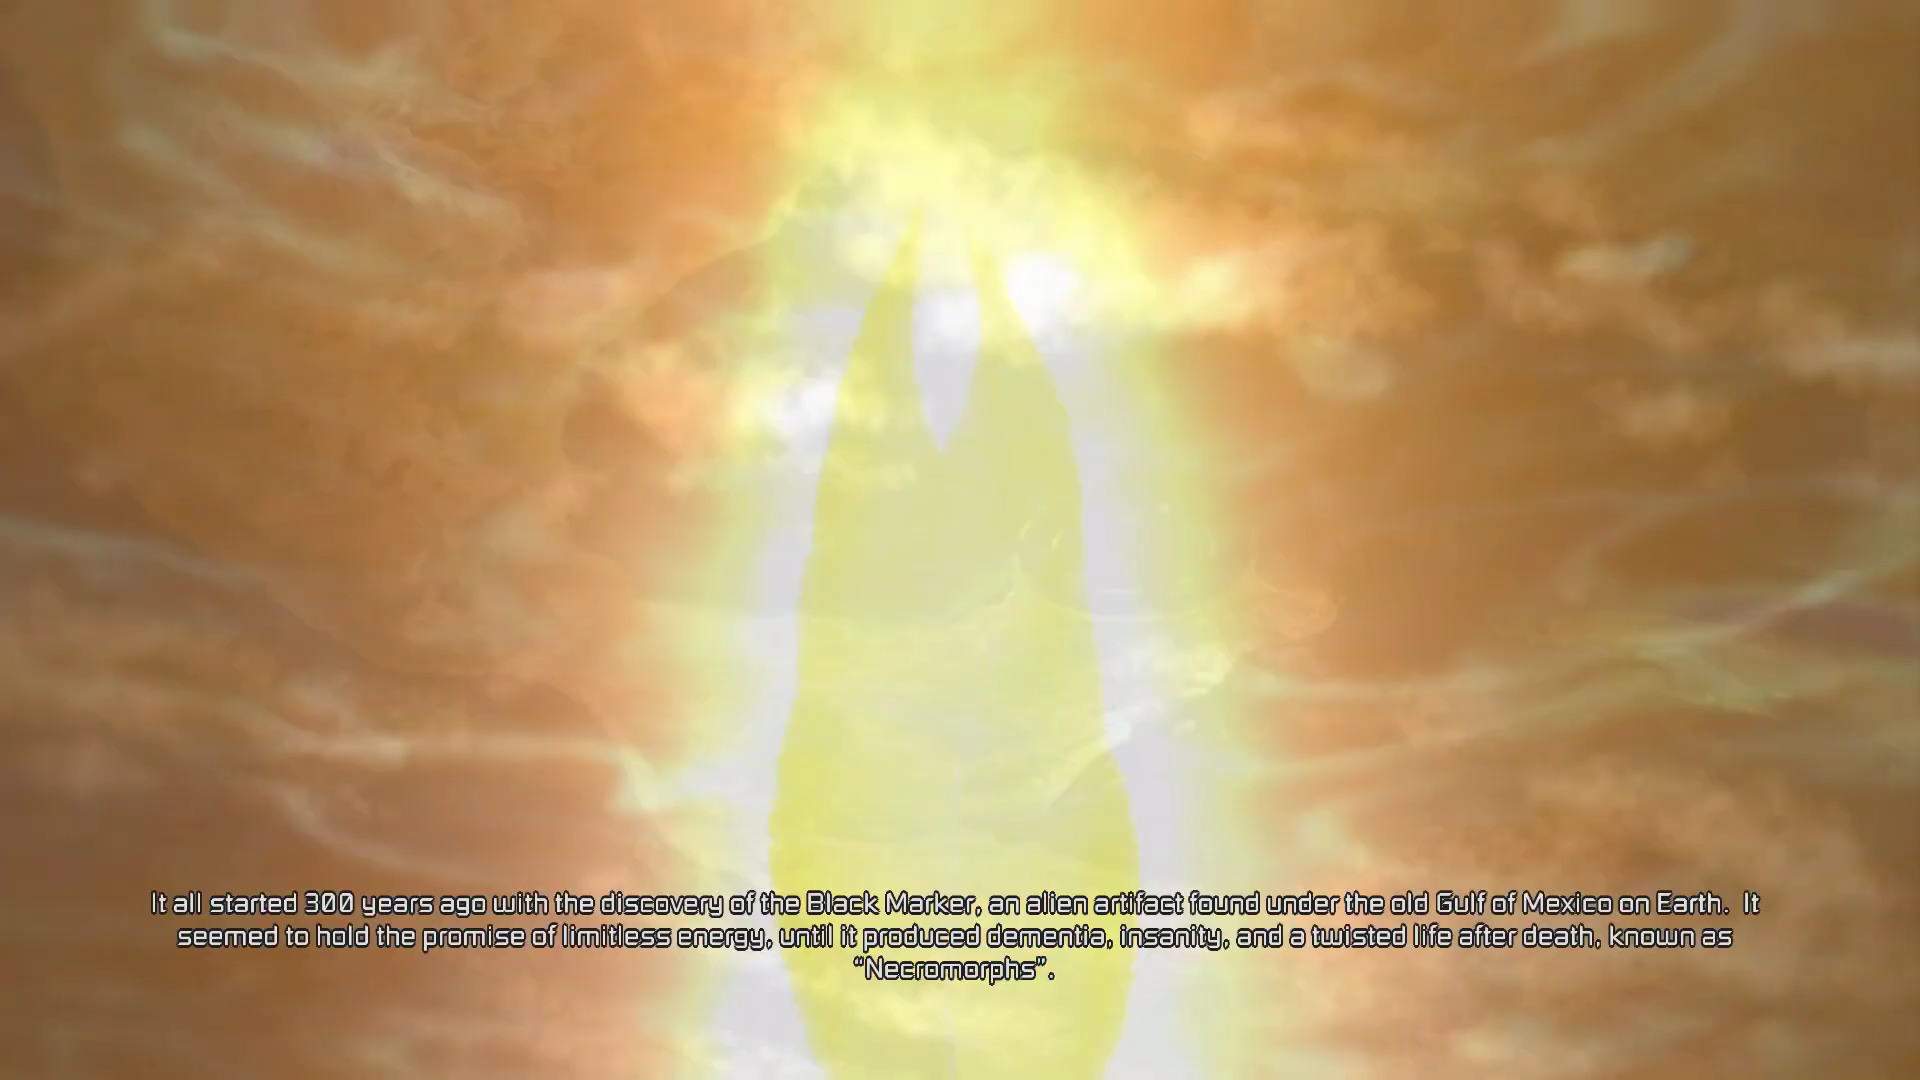 It all started 300 years ago with the discovery of the Black Marker, an alien artifact found under the old Gulf of Mexico on Earth.  It
seemed to hold the promise of limitless energy, until it produced dementia, insanity, and a twisted life after death, known as
“Necromorphs”.